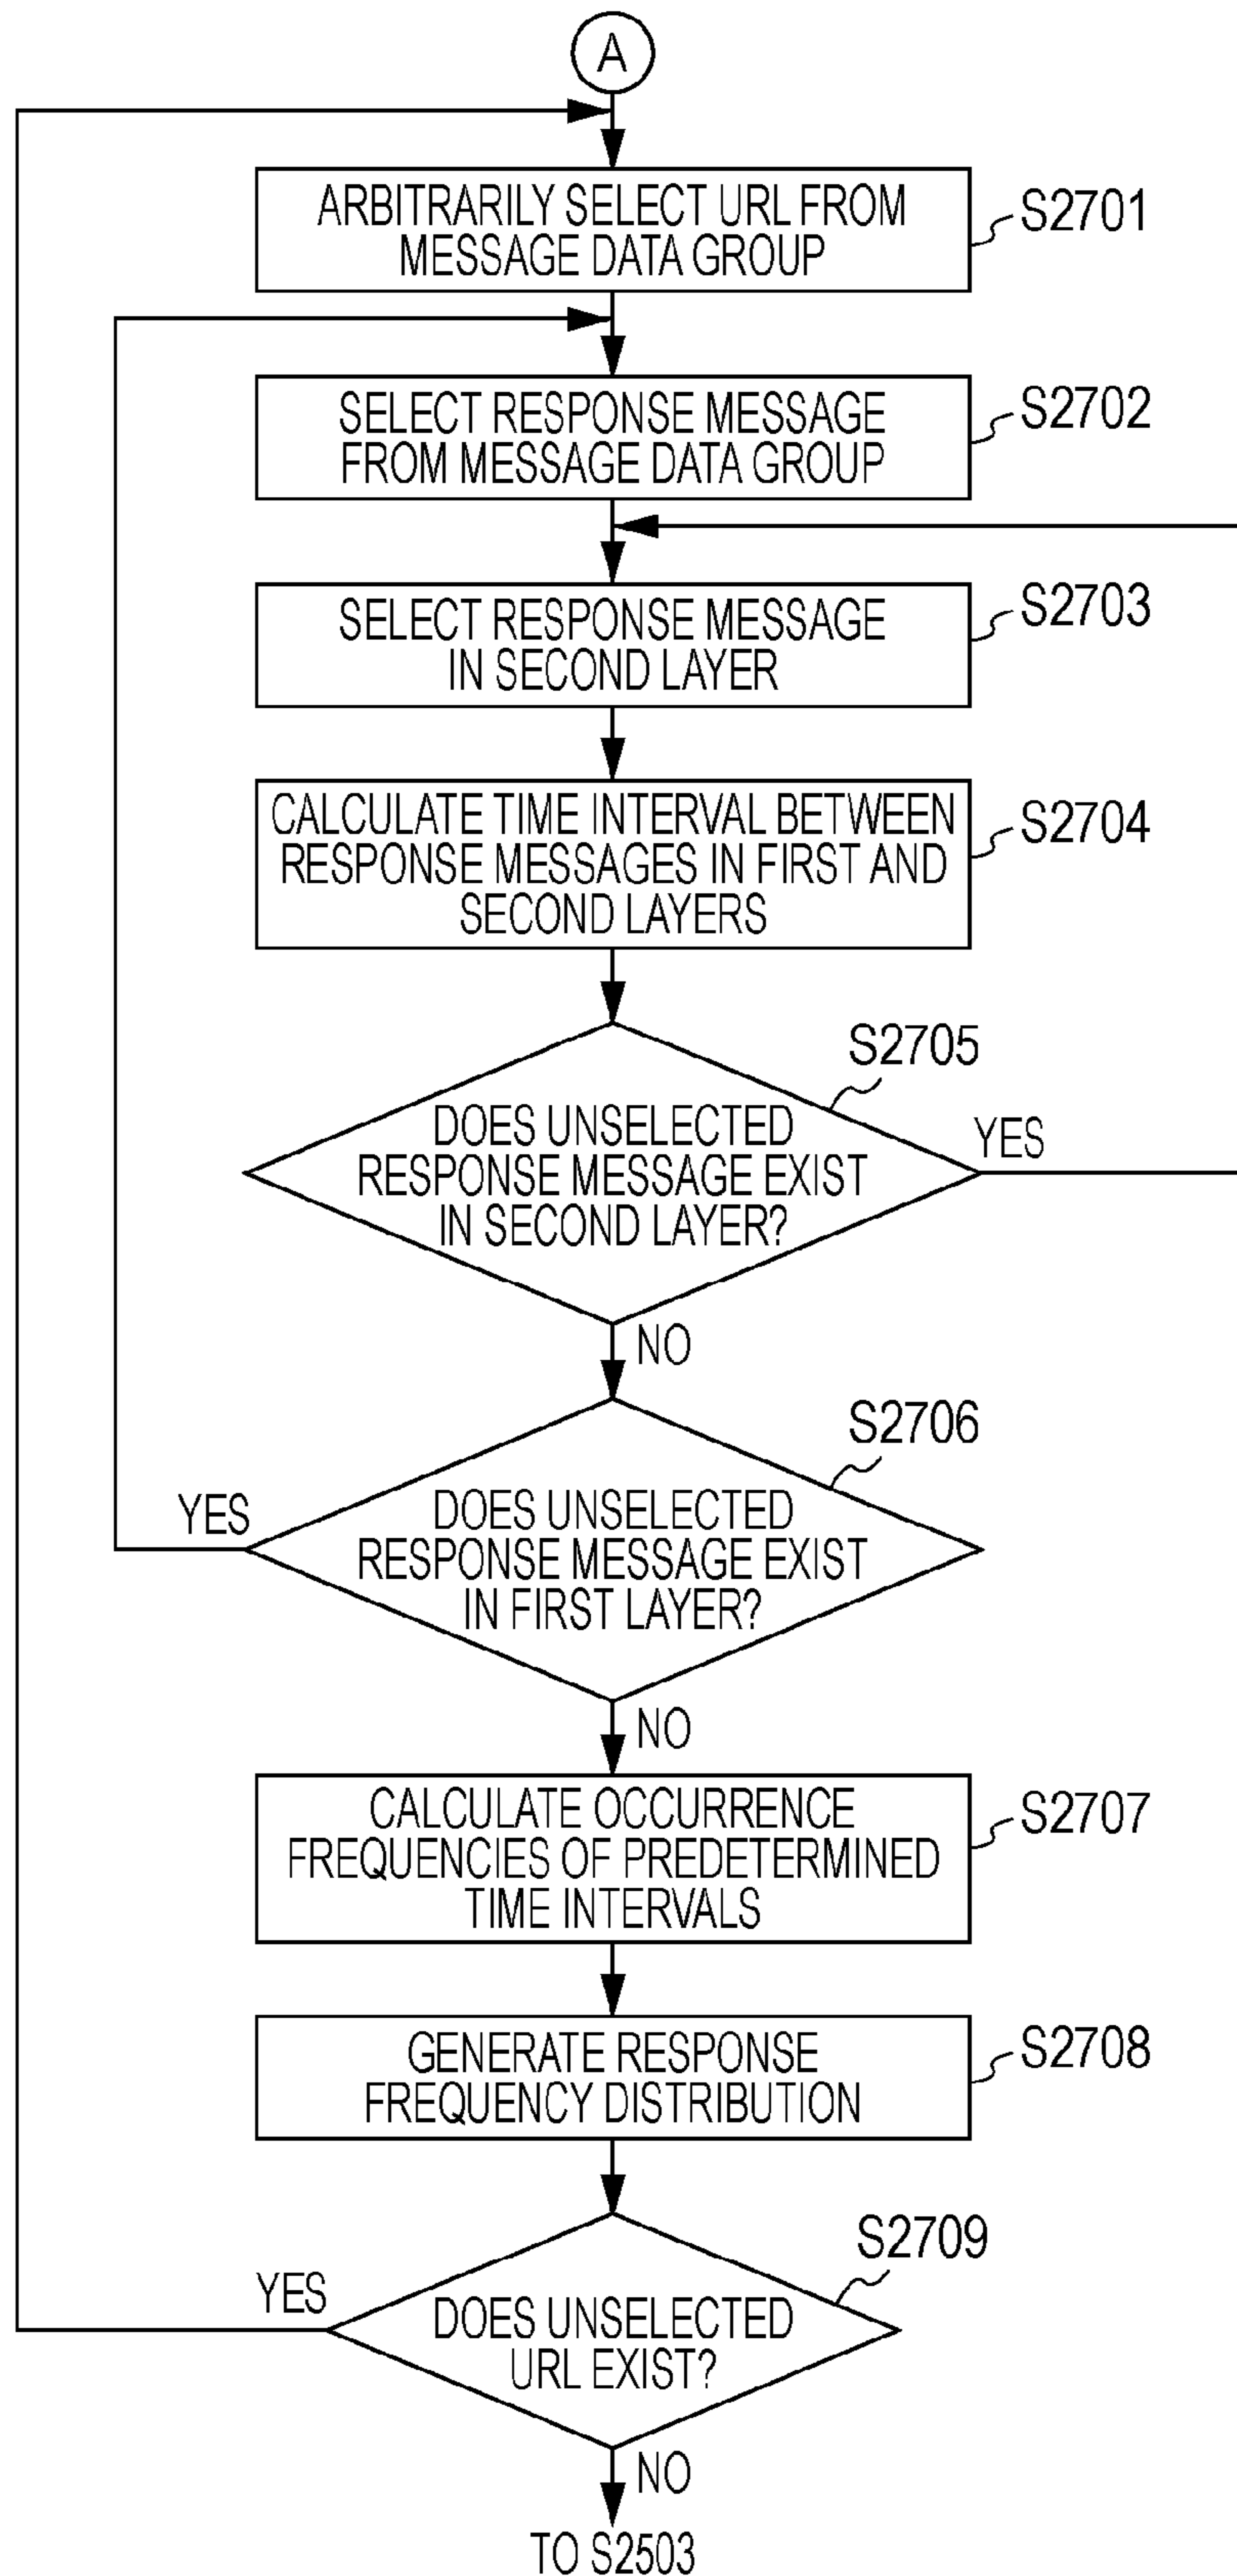 A
ARBITRARILY SELECT URL FROM
MESSAGE DATA GROUP
S2701
SELECT RESPONSE MESSAGE
FROM MESSAGE DATA GROUP
S2702
SELECT RESPONSE MESSAGE
IN SECOND LAYER
S2703
CALCULATE TIME INTERVAL BETWEEN
RESPONSE MESSAGES IN FIRST AND
SECOND LAYERS
S2704
S2705
DOES UNSELECTED
RESPONSE MESSAGE EXIST
IN SECOND LAYER?
YES
NO
S2706
DOES UNSELECTED
RESPONSE MESSAGE EXIST
IN FIRST LAYER?
YES
NO
CALCULATE OCCURRENCE
FREQUENCIES OF PREDETERMINED
TIME INTERVALS
S2707
GENERATE RESPONSE
FREQUENCY DISTRIBUTION
S2708
S2709
YES
DOES UNSELECTED
URL EXIST?
NO
TO S2503